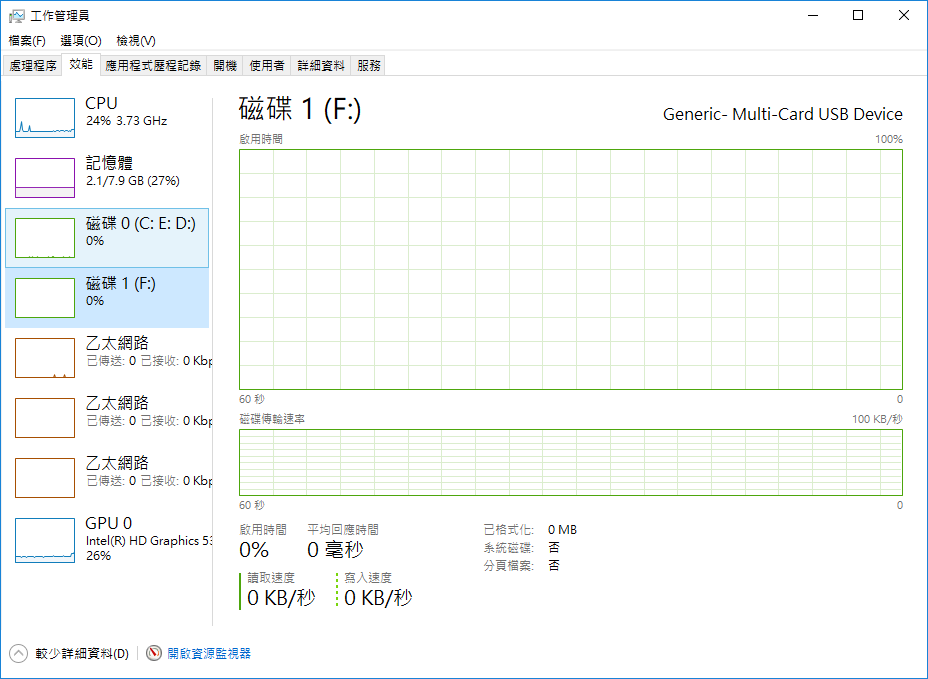 工作管理員
檔案(F) 選項(O) 檢視(V)
處理程序 效能 應用程式歷程記錄 開機 使用者 詳細資料 服務
CPU
24% 3.73 GHz
記憶體
2.1/7.9 GB (27%)
磁碟 0 (C: E: D:)
0%
磁碟 1 (F:)
0%
乙太網路
已傳送: 0 已接收: 0 Kbp
乙太網路
已傳送: 0 已接收: 0 Kbp
乙太網路
已傳送: 0 已接收: 0 Kbp
GPU 0
Intel(R) HD Graphics 53
26%
磁碟 1 (F:)
Generic- Multi-Card USB Device
啟用時間 100%
60 秒 0
磁碟傳輸速率 100 KB/秒
60 秒 0
啟用時間 平均回應時間
0% 0 毫秒
讀取速度 寫入速度
0 KB/秒 0 KB/秒
已格式化: 0 MB
系統磁碟: 否
分頁檔案: 否
較少詳細資料(D) 開啟資源監視器